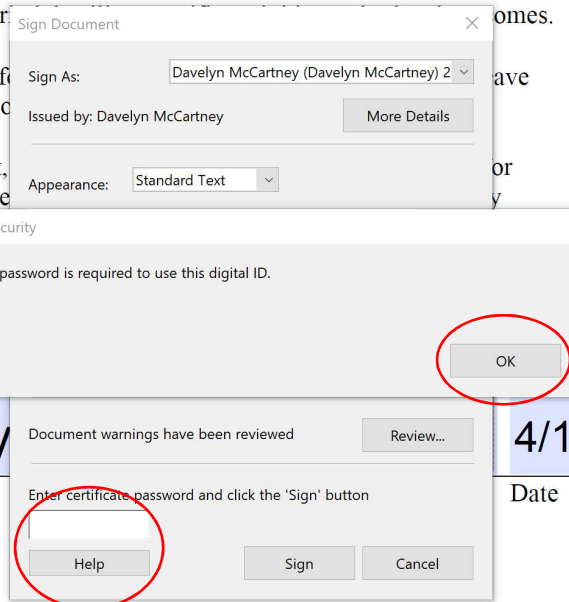 omes.
Sign Document
ave
Sign As: Davelyn McCartney (Davelyn McCartney) 2
Issued by: Davelyn McCartney More Details
or
Appearance: Standard Text
y
curity
password is required to use this digital ID.
OK
Document warnings have been reviewed Review...
4/1
Enter certificate password and click the 'Sign' button
Date
Help Sign Cancel